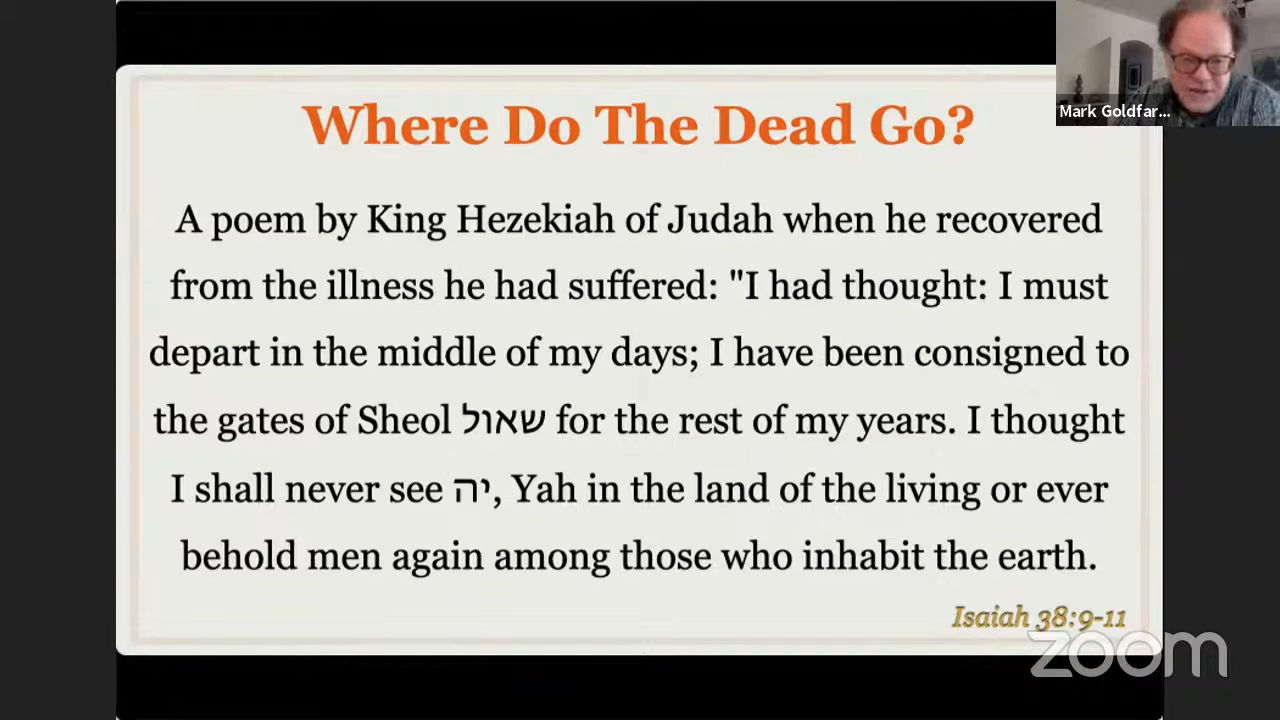 Where Do The Dead Go?
Mark Goldfar...
A poem by King Hezekiah of Judah when he recovered
from the illness he had suffered: "I had thought: I must
depart in the middle of my days; I have been consigned to
the gates of Sheol שאול for the rest of my years. I thought
I shall never see יה, Yah in the land of the living or ever
behold men again among those who inhabit the earth.
Isaiah 38:9-11
zoom